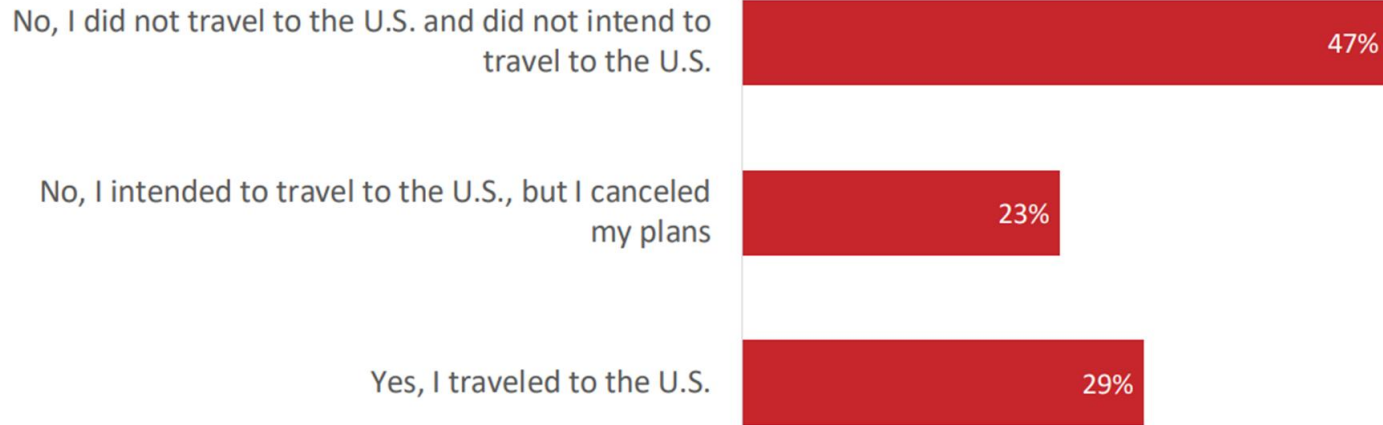 No, I did not travel to the U.S. and did not intend to
travel to the U.S.
47%
No, I intended to travel to the U.S., but I canceled
my plans
23%
Yes, I traveled to the U.S.
29%